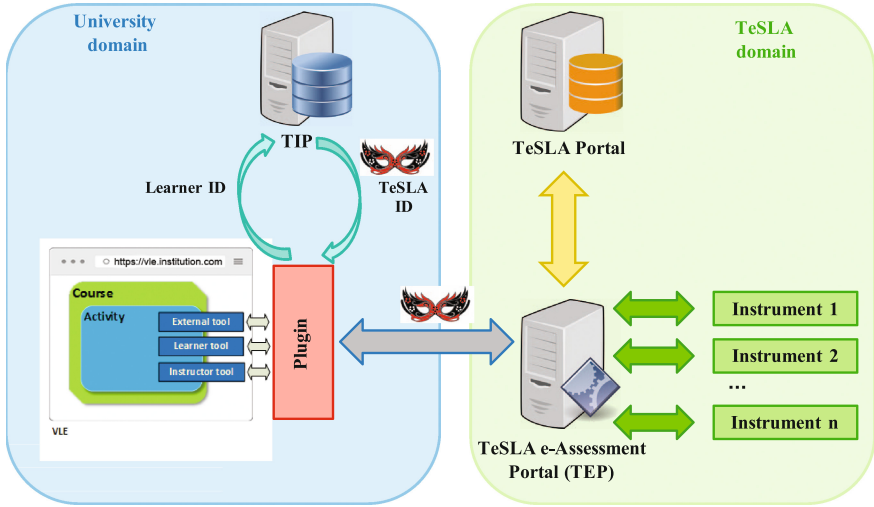 University
domain
TIP
Learner ID
TeSLA
ID
https://vle.institution.com
Course
Activity
External tool
Learner tool
Instructor tool
VLE
Plugin
TeSLA
domain
TeSLA Portal
Instrument 1
Instrument 2
...
Instrument n
TeSLA e-Assessment
Portal (TEP)